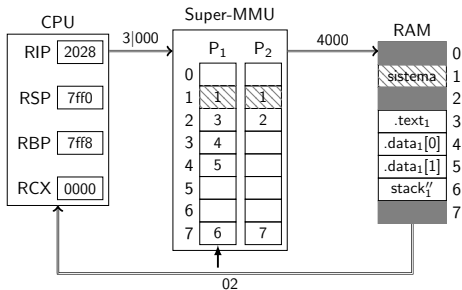 CPU
RIP 2028
RSP 7ff0
RBP 7ff8
RCX 0000
3|000
Super-MMU
P1 P2
0
1 1 1
2 3 2
3 4
4 5
5
6
7 6 7
4000
RAM
0
sistema 1
2
.text1 3
.data1[0] 4
.data1[1] 5
stack″1 6
7
02